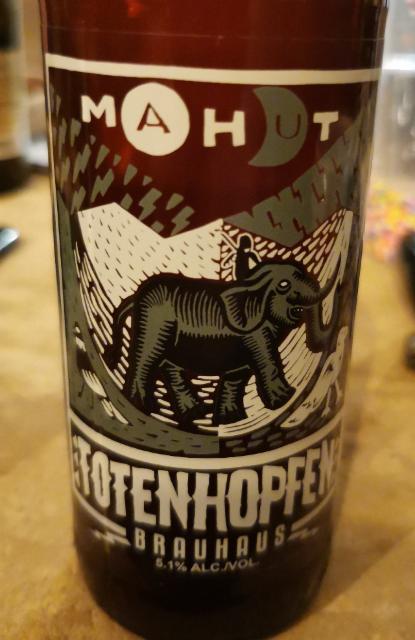 MAHUT
TOTENHOPFEN
BRAUHAUS
5.1% ALC./VOL.